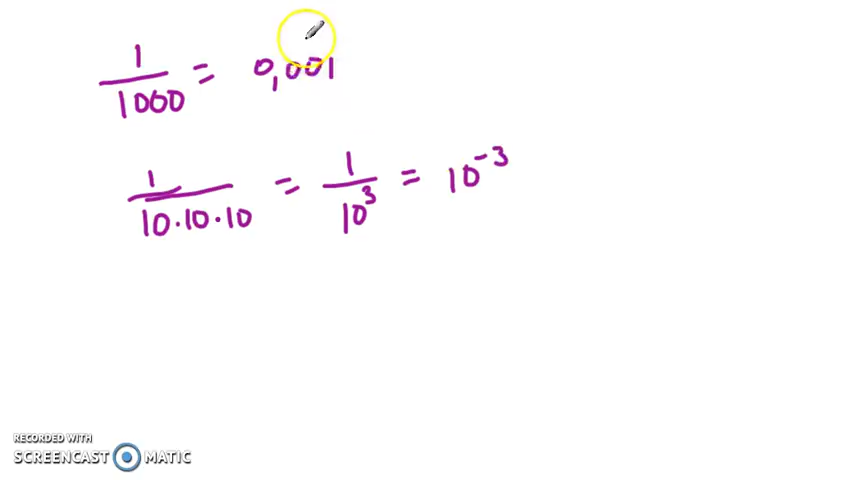 1/1000 = 0,001
1/10·10·10 = 1/10³ = 10⁻³
RECORDED WITH
SCREENCAST MATIC